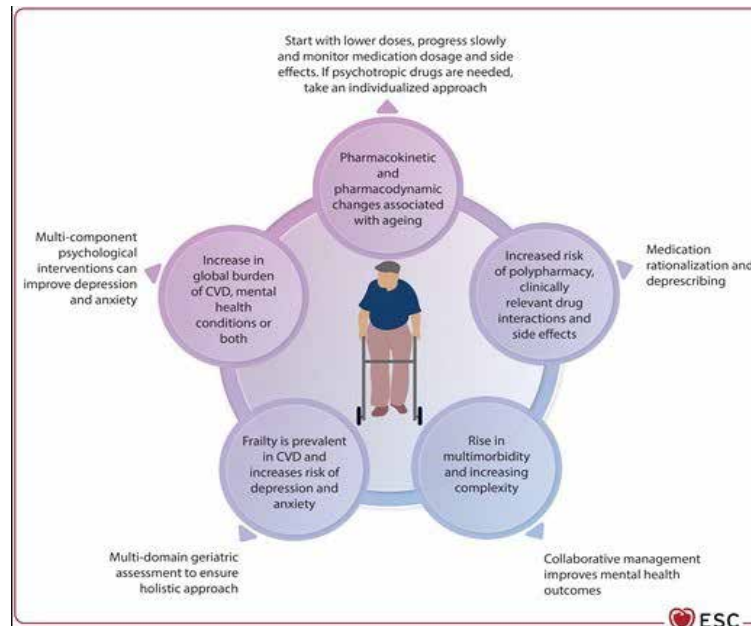 Start with lower doses, progress slowly
and monitor medication dosage and side
effects. If psychotropic drugs are needed,
take an individualized approach
Pharmacokinetic
and
pharmacodynamic
changes associated
with ageing
Multi-component
psychological
interventions can
improve depression
and anxiety
Increase in
global burden
of CVD, mental
health
conditions or
both
Increased risk
of polypharmacy,
clinically
relevant drug
interactions and
side effects
Medication
rationalization and
deprescribing
Frailty is prevalent
in CVD and
increases risk of
depression and
anxiety
Rise in
multimorbidity
and increasing
complexity
Multi-domain geriatric
assessment to ensure
holistic approach
Collaborative management
improves mental health
outcomes
ESC